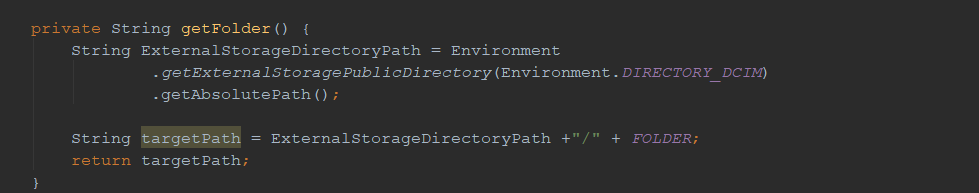 private String getFolder() {
String ExternalStorageDirectoryPath = Environment
.getExternalStoragePublicDirectory(Environment.DIRECTORY_DCIM)
.getAbsolutePath();
String targetPath = ExternalStorageDirectoryPath +"/" + FOLDER;
return targetPath;
}